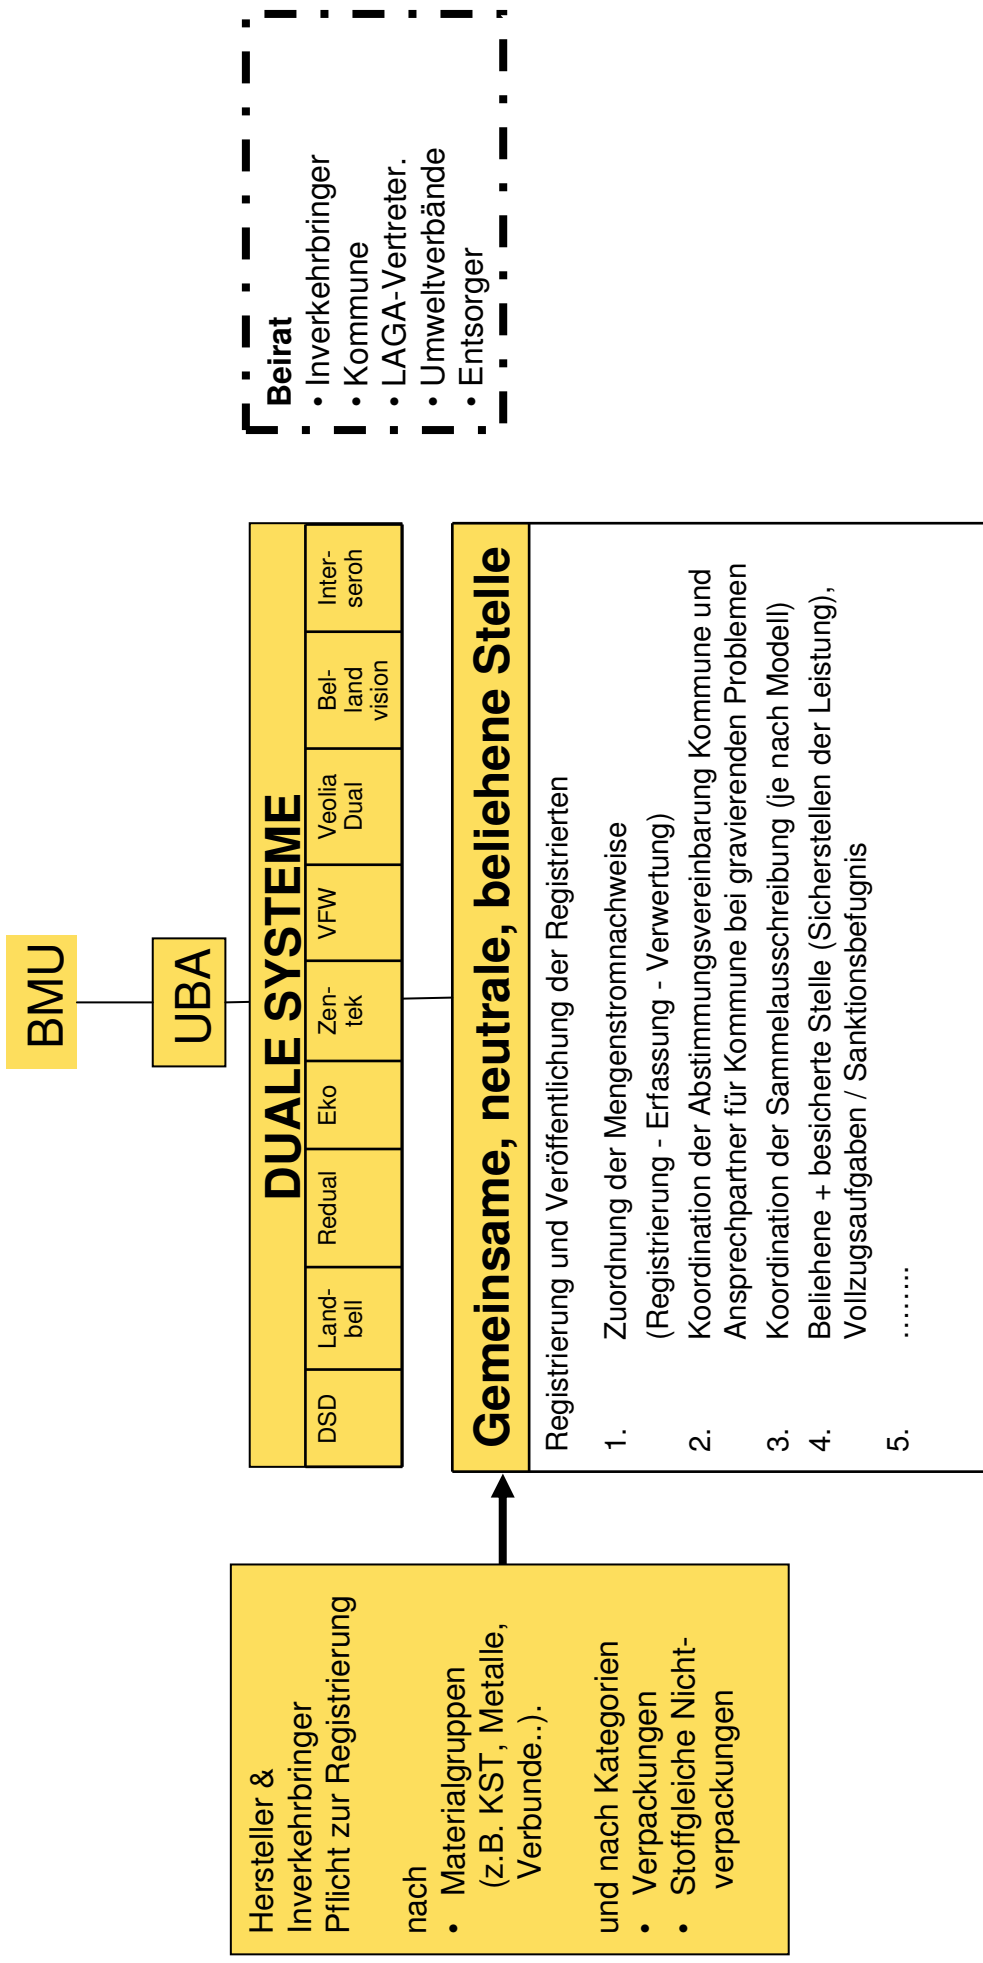 BMU
UBA
DUALE SYSTEME
DSD
Land-
bell
Redual
Eko
Zen-
tek
VFW
Veolia
Dual
Bel-
land
vision
Inter-
seroh
Beirat
• Inverkehrbringer
• Kommune
• LAGA-Vertreter.
• Umweltverbände
• Entsorger
Hersteller &
Inverkehrbringer
Pflicht zur Registrierung
nach
• Materialgruppen
(z.B. KST, Metalle,
Verbunde..).
und nach Kategorien
• Verpackungen
• Stoffgleiche Nicht-
verpackungen
Gemeinsame, neutrale, beliehene Stelle
Registrierung und Veröffentlichung der Registrierten
1. Zuordnung der Mengenstromnachweise
(Registrierung - Erfassung - Verwertung)
2. Koordination der Abstimmungsvereinbarung Kommune und
Ansprechpartner für Kommune bei gravierenden Problemen
3. Koordination der Sammelausschreibung (je nach Modell)
4. Beliehene + besicherte Stelle (Sicherstellen der Leistung),
Vollzugsaufgaben / Sanktionsbefugnis
5. ........